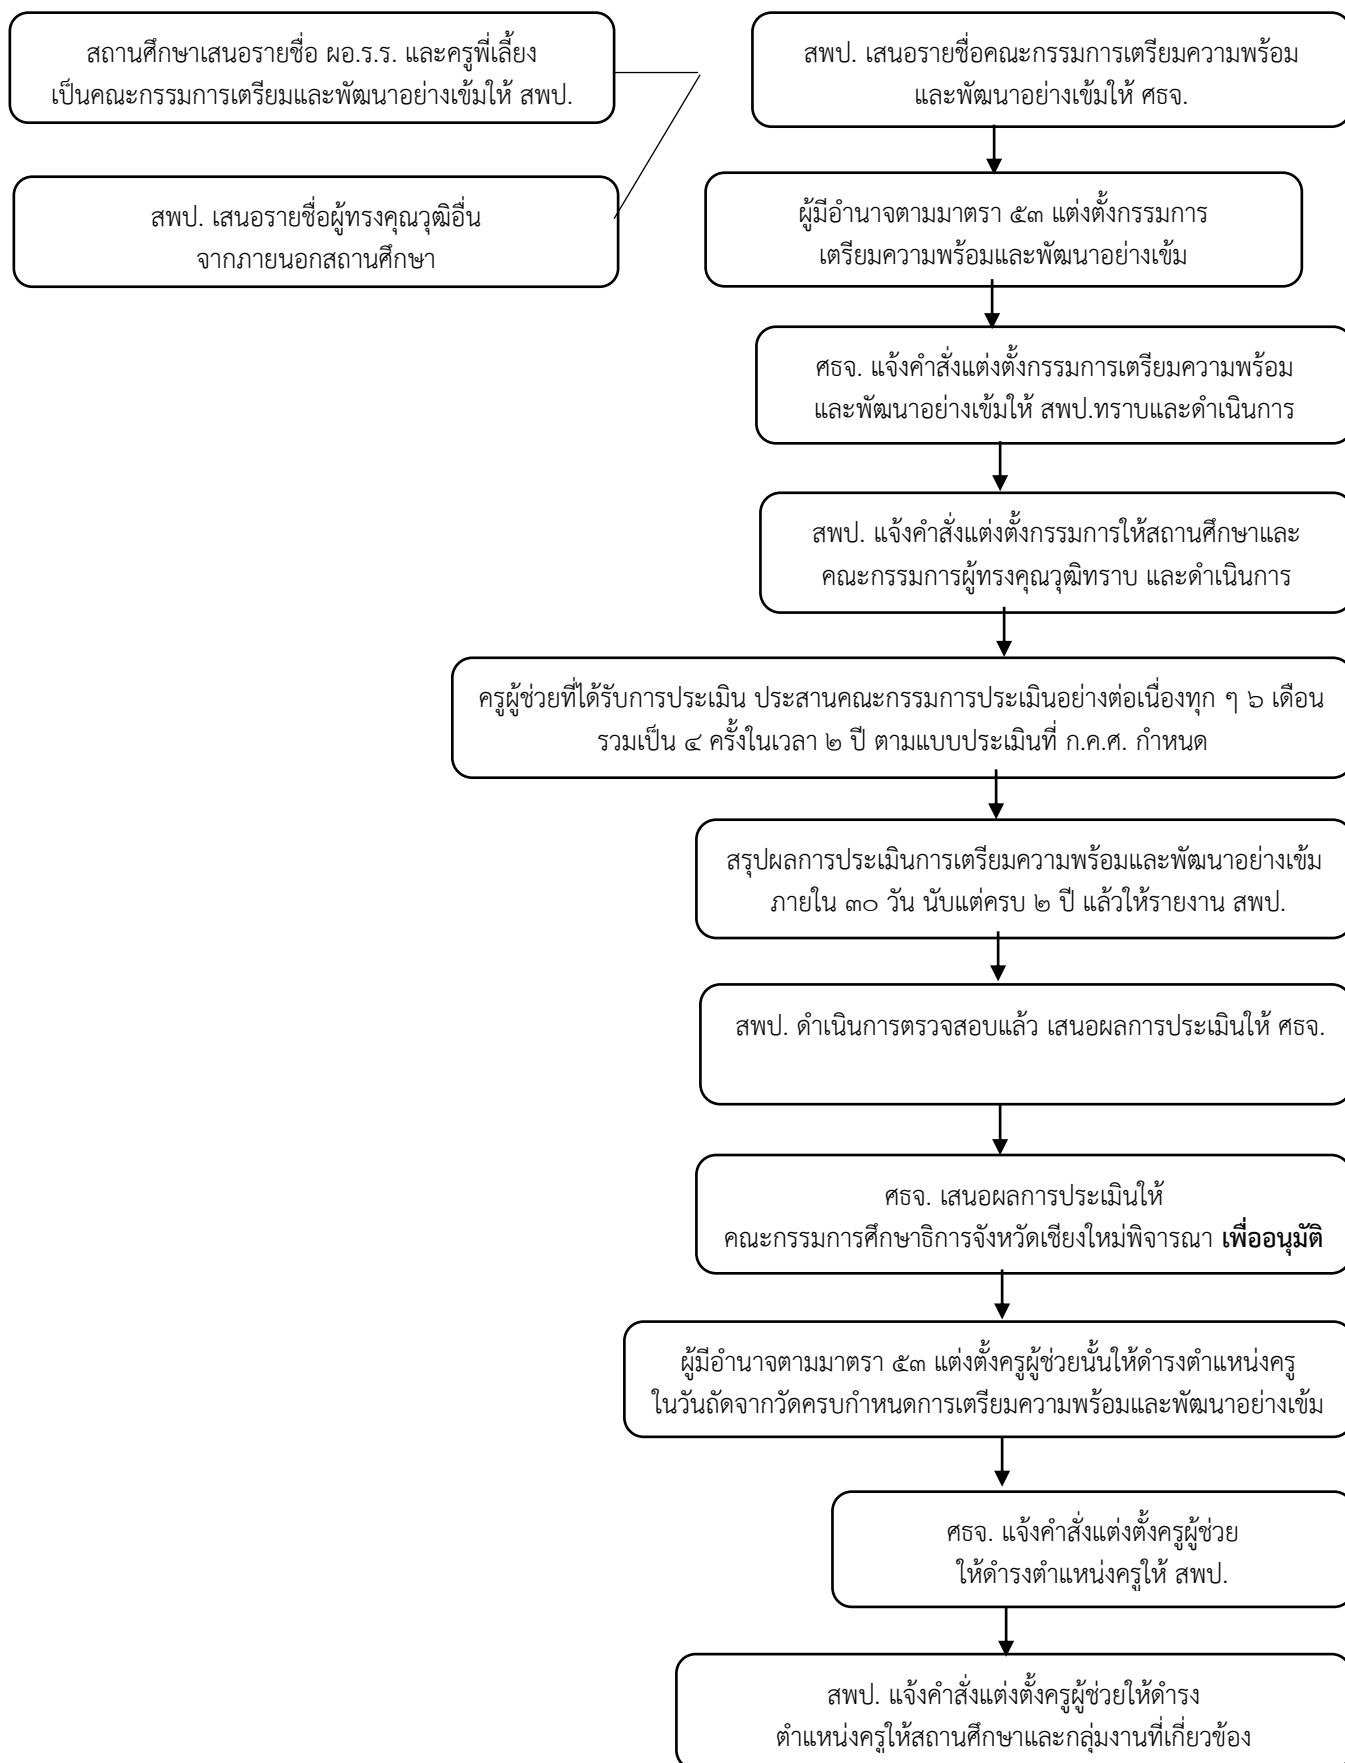 สถานศึกษาเสนอรายชื่อ ผอ.ร.ร. และครูพี่เลี้ยง
เป็นคณะกรรมการเตรียมและพัฒนาอย่างเข้มให้ สพป.
สพป. เสนอรายชื่อผู้ทรงคุณวุฒิอื่น
จากภายนอกสถานศึกษา
สพป. เสนอรายชื่อคณะกรรมการเตรียมความพร้อม
และพัฒนาอย่างเข้มให้ ศธจ.
ผู้มีอำนาจตามมาตรา ๕๓ แต่งตั้งกรรมการ
เตรียมความพร้อมและพัฒนาอย่างเข้ม
ศธจ. แจ้งคำสั่งแต่งตั้งกรรมการเตรียมความพร้อม
และพัฒนาอย่างเข้มให้ สพป.ทราบและดำเนินการ
สพป. แจ้งคำสั่งแต่งตั้งกรรมการให้สถานศึกษาและ
คณะกรรมการผู้ทรงคุณวุฒิทราบ และดำเนินการ
ครูผู้ช่วยที่ได้รับการประเมิน ประสานคณะกรรมการประเมินอย่างต่อเนื่องทุก ๆ ๖ เดือน
รวมเป็น ๔ ครั้งในเวลา ๒ ปี ตามแบบประเมินที่ ก.ค.ศ. กำหนด
สรุปผลการประเมินการเตรียมความพร้อมและพัฒนาอย่างเข้ม
ภายใน ๓๐ วัน นับแต่ครบ ๒ ปี แล้วให้รายงาน สพป.
สพป. ดำเนินการตรวจสอบแล้ว เสนอผลการประเมินให้ ศธจ.
ศธจ. เสนอผลการประเมินให้
คณะกรรมการศึกษาธิการจังหวัดเชียงใหม่พิจารณา เพื่ออนุมัติ
ผู้มีอำนาจตามมาตรา ๕๓ แต่งตั้งครูผู้ช่วยนั้นให้ดำรงตำแหน่งครู
ในวันถัดจากวัดครบกำหนดการเตรียมความพร้อมและพัฒนาอย่างเข้ม
ศธจ. แจ้งคำสั่งแต่งตั้งครูผู้ช่วย
ให้ดำรงตำแหน่งครูให้ สพป.
สพป. แจ้งคำสั่งแต่งตั้งครูผู้ช่วยให้ดำรง
ตำแหน่งครูให้สถานศึกษาและกลุ่มงานที่เกี่ยวข้อง